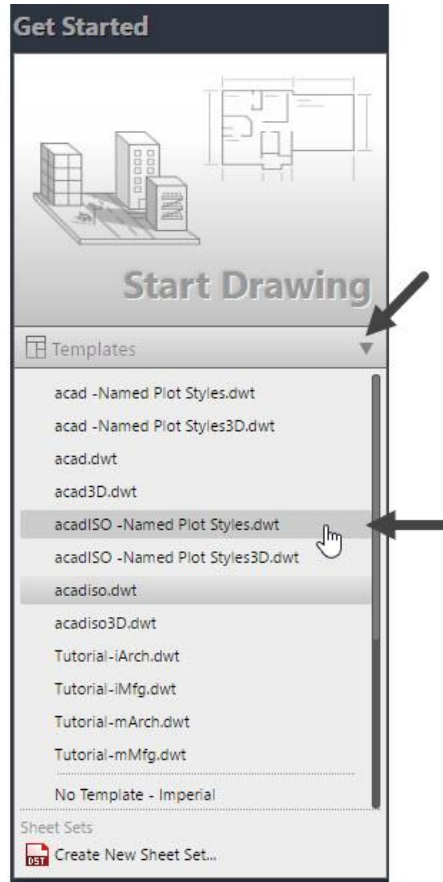 Get Started
Start Drawing
Templates
acad -Named Plot Styles.dwt
acad -Named Plot Styles3D.dwt
acad.dwt
acad3D.dwt
acadISO -Named Plot Styles.dwt
acadISO -Named Plot Styles3D.dwt
acadiso.dwt
acadiso3D.dwt
Tutorial-iArch.dwt
Tutorial-iMfg.dwt
Tutorial-mArch.dwt
Tutorial-mMfg.dwt
No Template - Imperial
Sheet Sets
DST Create New Sheet Set...